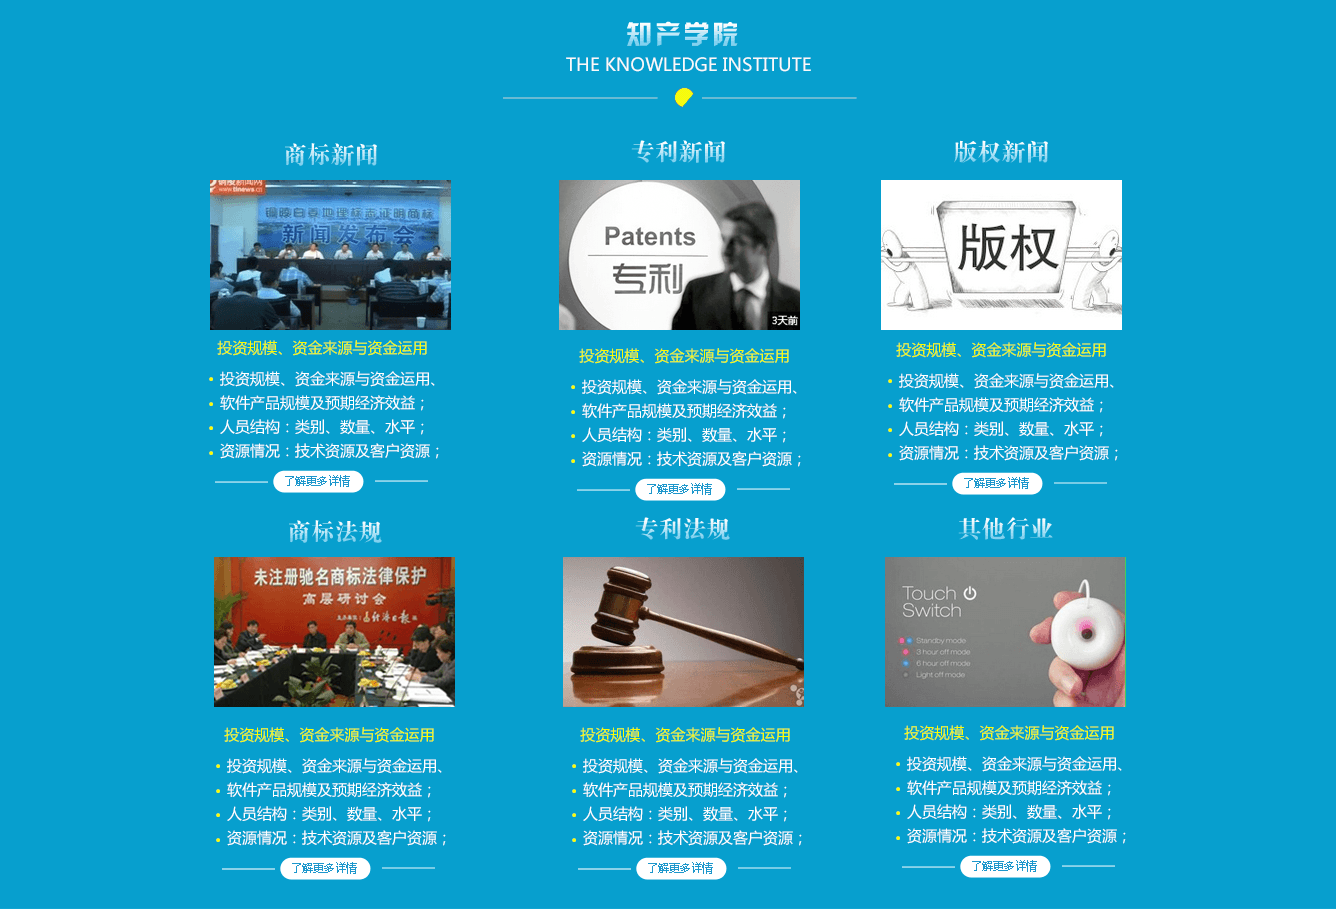 知产学院
THE KNOWLEDGE INSTITUTE
商标新闻
专利新闻
版权新闻
铜陵新闻网
www.tlnews.cn
铜陵白姜地理标志证明商标
新闻发布会
Patents
专利
3天前
版权
投资规模、资金来源与资金运用
投资规模、资金来源与资金运用、
软件产品规模及预期经济效益；
人员结构：类别、数量、水平；
资源情况：技术资源及客户资源；
了解更多详情
投资规模、资金来源与资金运用
投资规模、资金来源与资金运用、
软件产品规模及预期经济效益；
人员结构：类别、数量、水平；
资源情况：技术资源及客户资源；
了解更多详情
投资规模、资金来源与资金运用
投资规模、资金来源与资金运用、
软件产品规模及预期经济效益；
人员结构：类别、数量、水平；
资源情况：技术资源及客户资源；
了解更多详情
商标法规
专利法规
其他行业
未注册驰名商标法律保护
高层研讨会
Touch
Switch
Standby mode
3 hour off mode
6 hour off mode
Light off mode
投资规模、资金来源与资金运用
投资规模、资金来源与资金运用、
软件产品规模及预期经济效益；
人员结构：类别、数量、水平；
资源情况：技术资源及客户资源；
了解更多详情
投资规模、资金来源与资金运用
投资规模、资金来源与资金运用、
软件产品规模及预期经济效益；
人员结构：类别、数量、水平；
资源情况：技术资源及客户资源；
了解更多详情
投资规模、资金来源与资金运用
投资规模、资金来源与资金运用、
软件产品规模及预期经济效益；
人员结构：类别、数量、水平；
资源情况：技术资源及客户资源；
了解更多详情